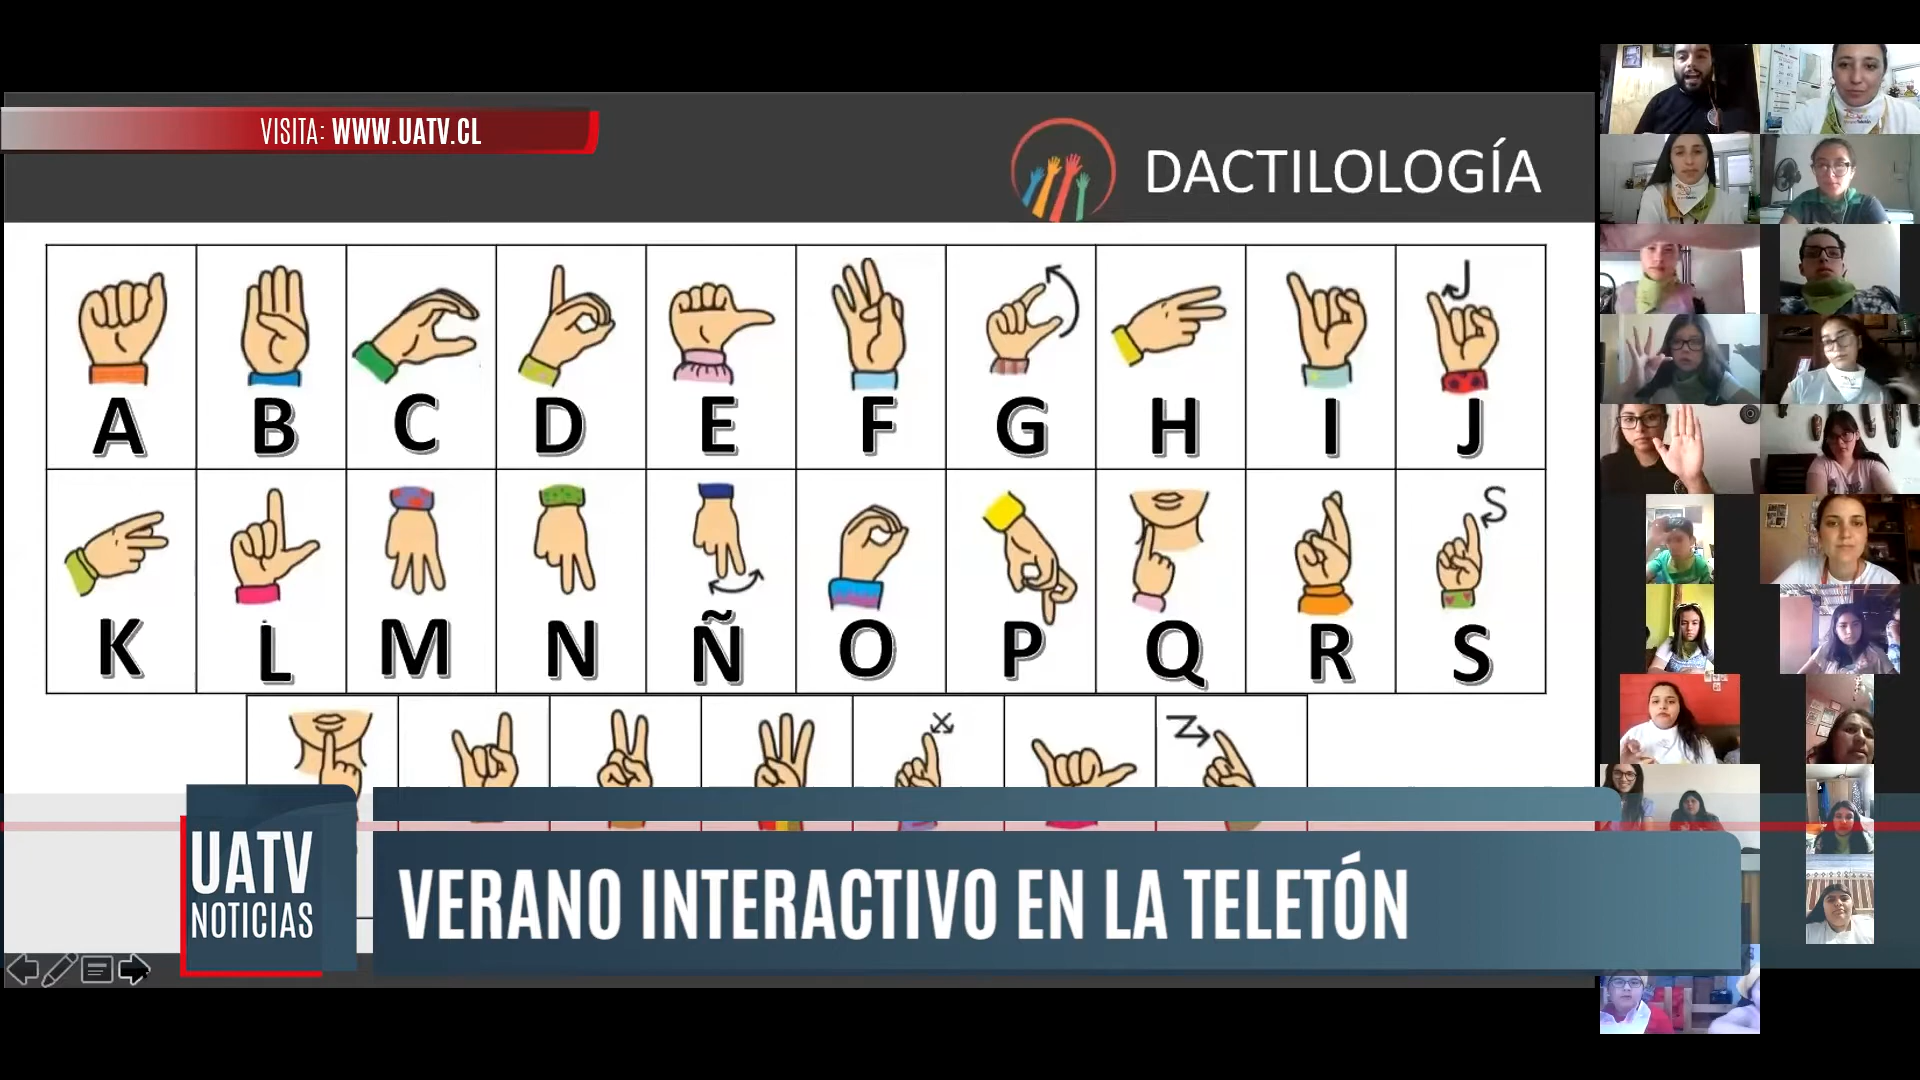 VISITA: WWW.UATV.CL
DACTILOLOGÍA
A B C D E F G H I J
J
K L M N Ñ O P Q R S
S
X
Z
UATV
NOTICIAS
VERANO INTERACTIVO EN LA TELETÓN